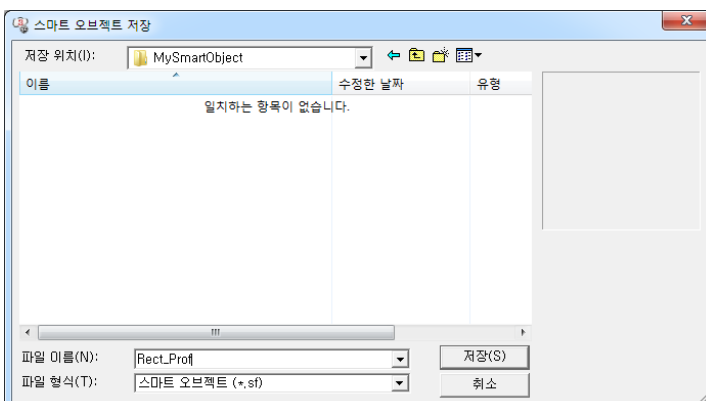 스마트 오브젝트 저장
저장 위치(I): MySmartObject
이름 수정한 날짜 유형
일치하는 항목이 없습니다.
파일 이름(N): Rect_Prof 저장(S)
파일 형식(T): 스마트 오브젝트 (*.sf) 취소